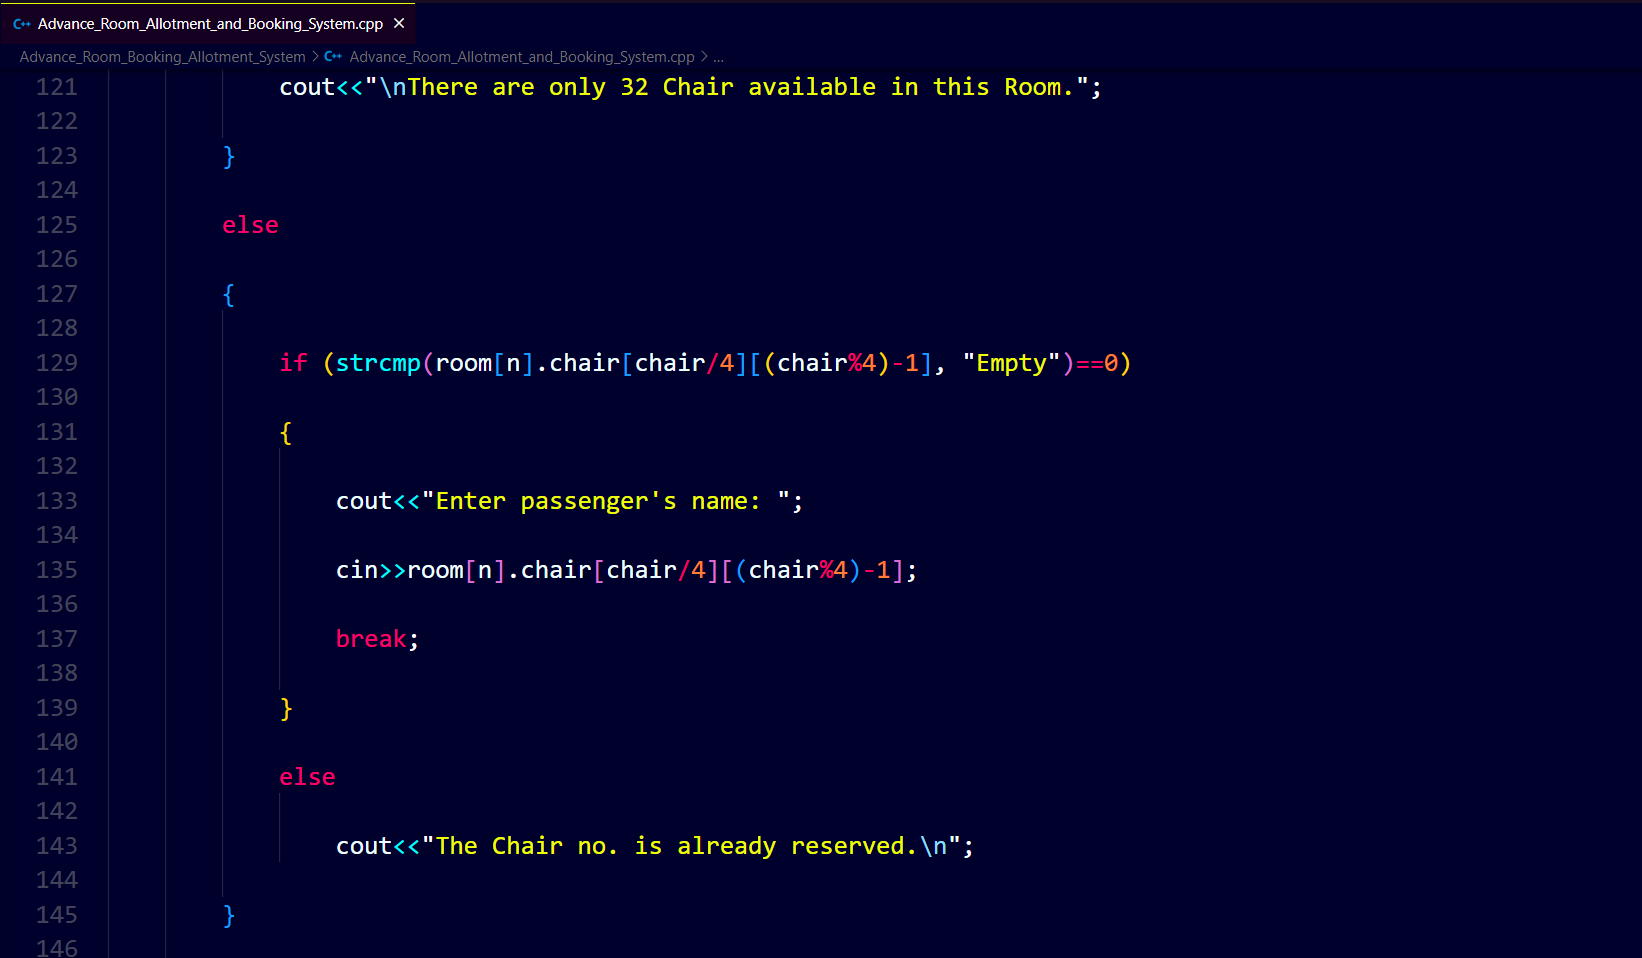 C++ Advance_Room_Allotment_and_Booking_System.cpp ×
Advance_Room_Booking_Allotment_System > C++ Advance_Room_Allotment_and_Booking_System.cpp > ...
121 cout<<"\nThere are only 32 Chair available in this Room.";
122
123 }
124
125 else
126
127 {
128
129 if (strcmp(room[n].chair[chair/4][(chair%4)-1], "Empty")==0)
130
131 {
132
133 cout<<"Enter passenger's name: ";
134
135 cin>>room[n].chair[chair/4][(chair%4)-1];
136
137 break;
138
139 }
140
141 else
142
143 cout<<"The Chair no. is already reserved.\n";
144
145 }
146